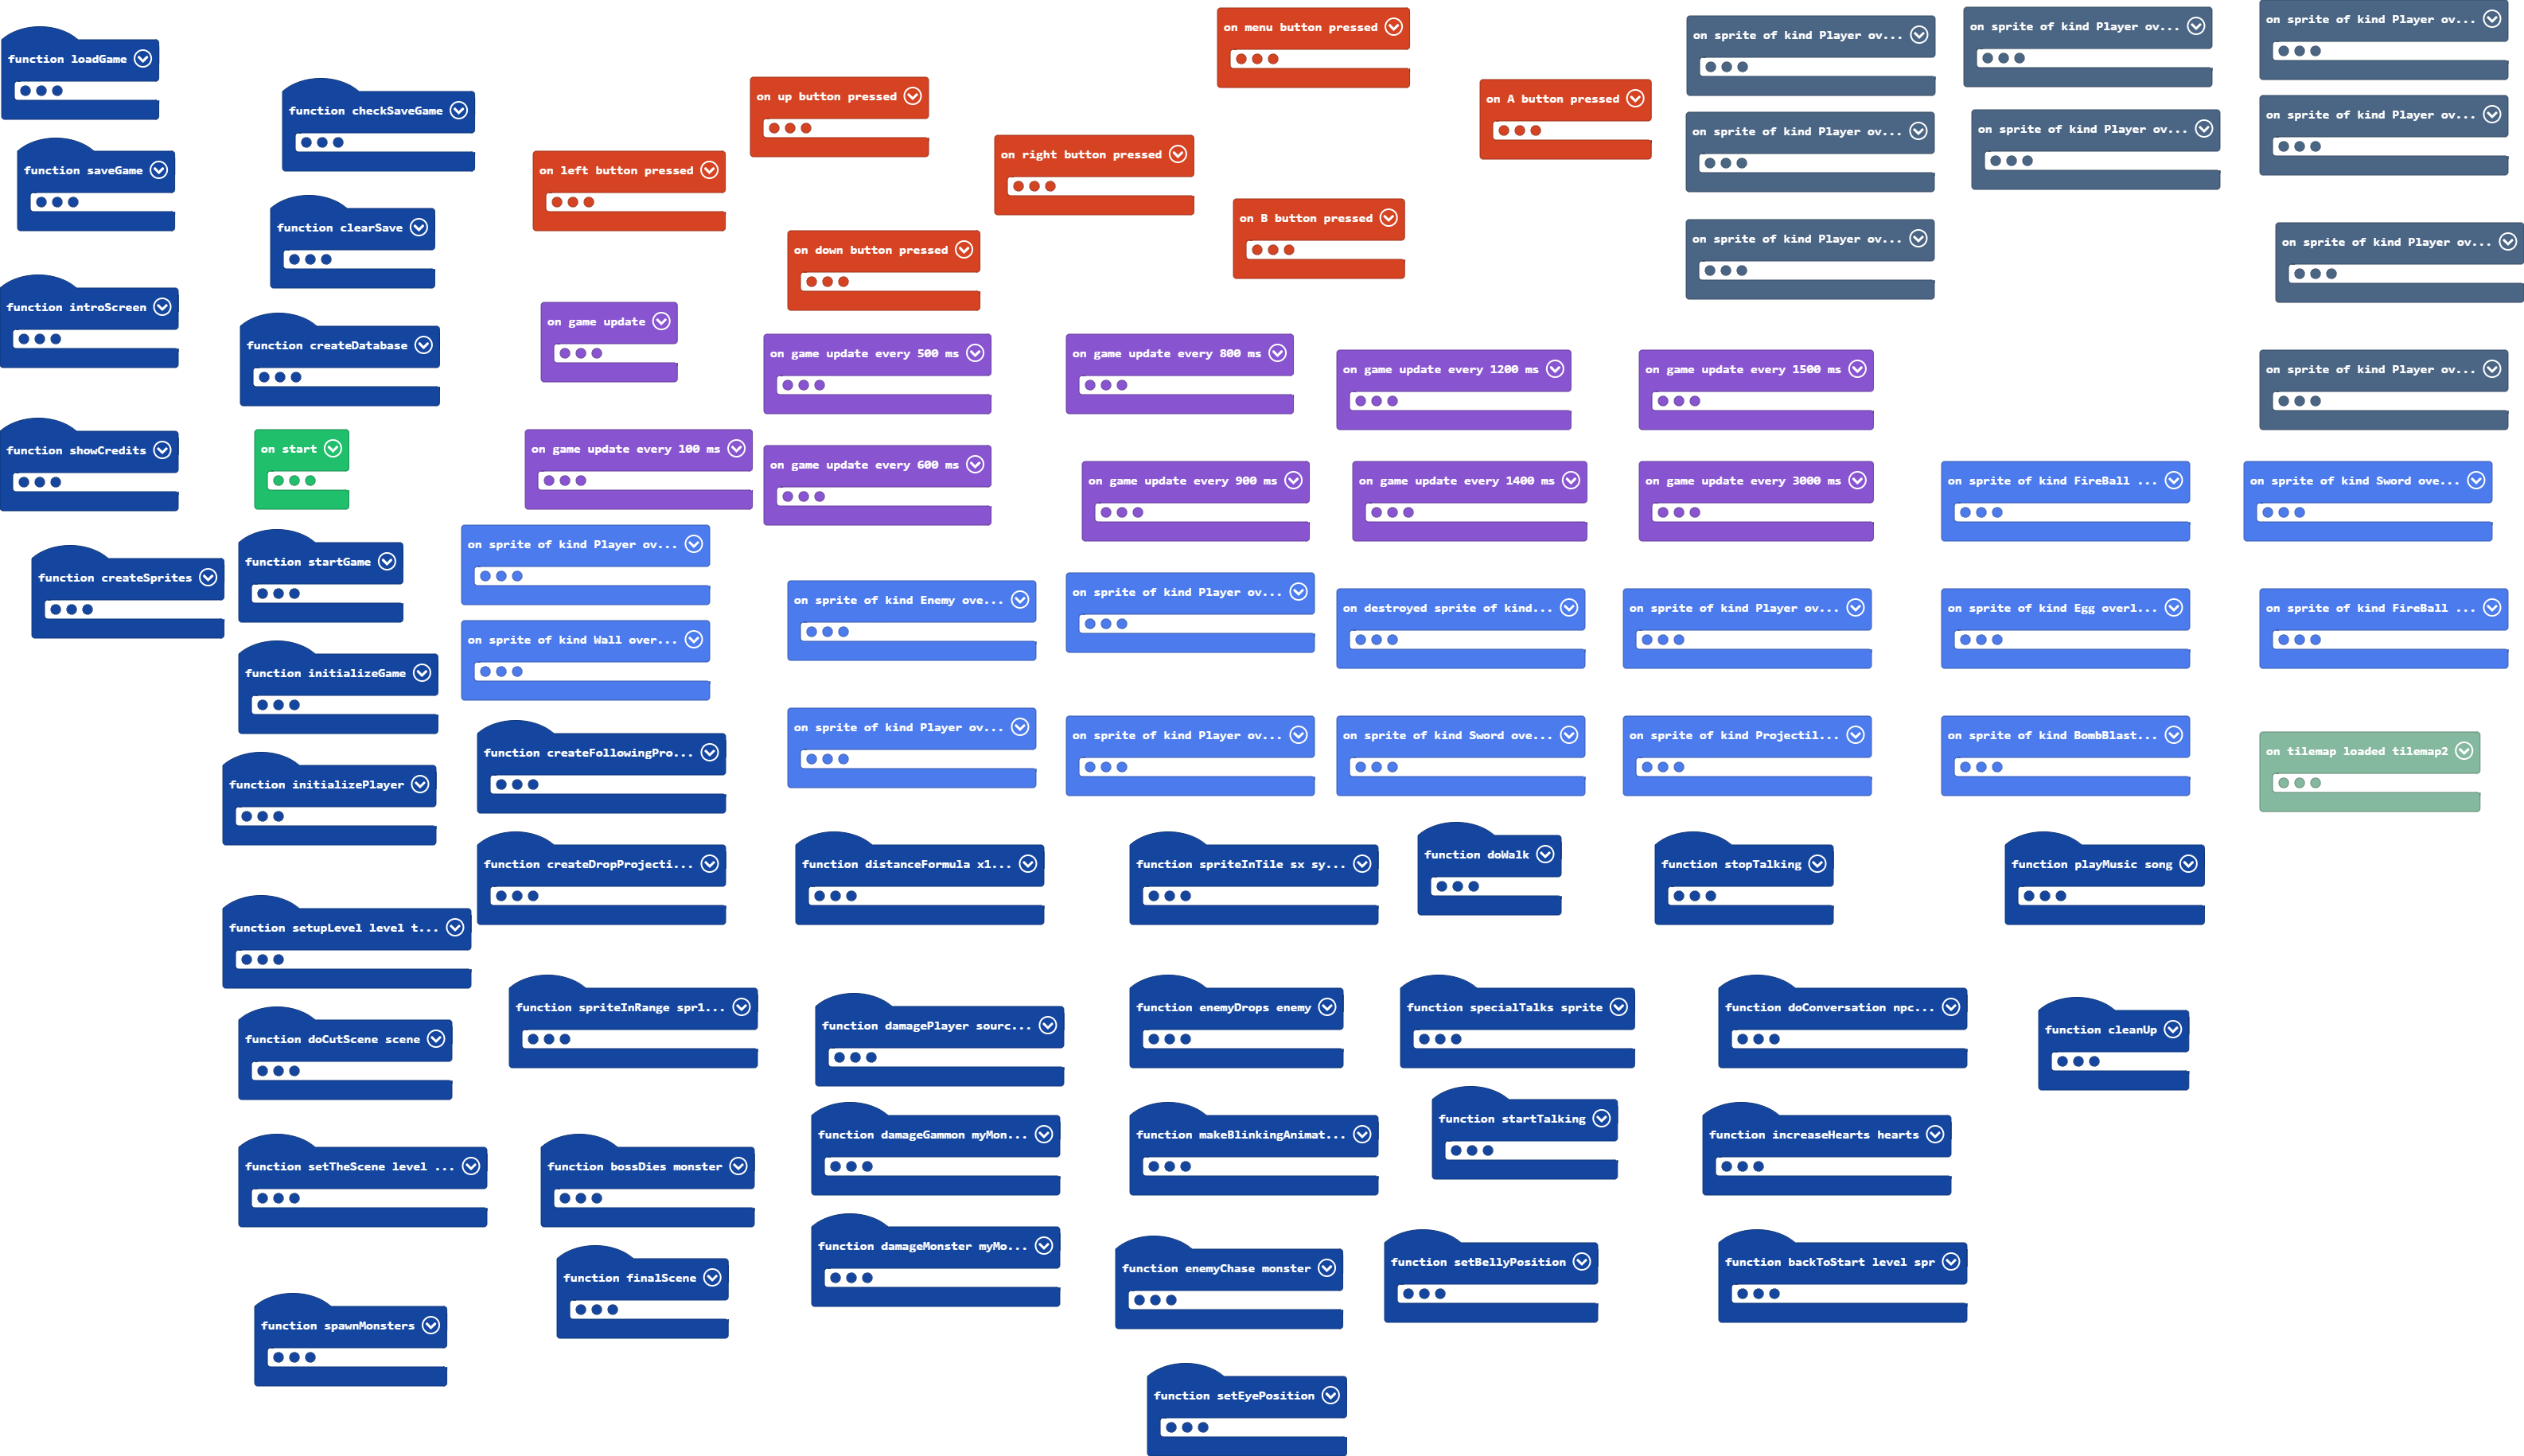 function loadGame
function checkSaveGame
function saveGame
function clearSave
function introScreen
function createDatabase
function showCredits
on start
function createSprites
function startGame
function initializeGame
function initializePlayer
function setupLevel level t...
function doCutScene scene
function setTheScene level ...
function spawnMonsters
on menu button pressed
on up button pressed
on A button pressed
on right button pressed
on left button pressed
on B button pressed
on down button pressed
on sprite of kind Player ov...
on sprite of kind Player ov...
on sprite of kind Player ov...
on sprite of kind Player ov...
on sprite of kind Player ov...
on sprite of kind Player ov...
on sprite of kind Player ov...
on sprite of kind Player ov...
on sprite of kind Player ov...
on game update
on game update every 500 ms
on game update every 800 ms
on game update every 1200 ms
on game update every 1500 ms
on game update every 100 ms
on game update every 600 ms
on game update every 900 ms
on game update every 1400 ms
on game update every 3000 ms
on sprite of kind FireBall ...
on sprite of kind Sword ove...
on sprite of kind Player ov...
on sprite of kind Enemy ove...
on sprite of kind Player ov...
on destroyed sprite of kind...
on sprite of kind Player ov...
on sprite of kind Egg overl...
on sprite of kind FireBall ...
on sprite of kind Wall over...
on sprite of kind Player ov...
on sprite of kind Player ov...
on sprite of kind Sword ove...
on sprite of kind Projectil...
on sprite of kind BombBlast...
on tilemap loaded tilemap2
function createFollowingPro...
function createDropProjecti...
function distanceFormula x1...
function spriteInTile sx sy...
function doWalk
function stopTalking
function playMusic song
function spriteInRange spr1...
function damagePlayer sourc...
function enemyDrops enemy
function specialTalks sprite
function doConversation npc...
function cleanUp
function bossDies monster
function damageGammon myMon...
function makeBlinkingAnimat...
function startTalking
function increaseHearts hearts
function finalScene
function damageMonster myMo...
function enemyChase monster
function setBellyPosition
function backToStart level spr
function setEyePosition